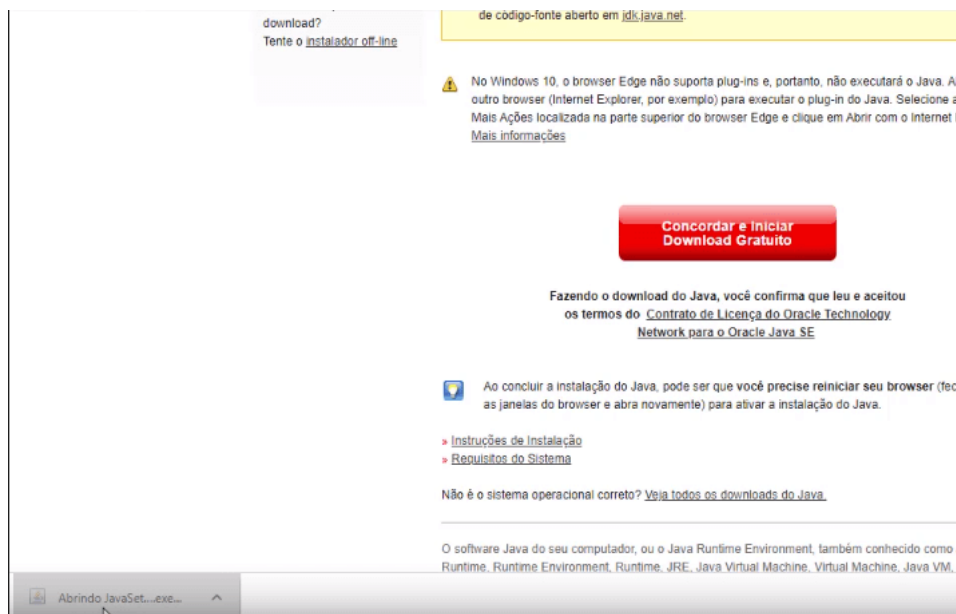 download?
Tente o instalador off-line
de código-fonte aberto em jdk.java.net.
No Windows 10, o browser Edge não suporta plug-ins e, portanto, não executará o Java. A
outro browser (Internet Explorer, por exemplo) para executar o plug-in do Java. Selecione a
Mais Ações localizada na parte superior do browser Edge e clique em Abrir com o Internet
Mais informações
Concordar e Iniciar
Download Gratuito
Fazendo o download do Java, você confirma que leu e aceitou
os termos do Contrato de Licença do Oracle Technology
Network para o Oracle Java SE
Ao concluir a instalação do Java, pode ser que você precise reiniciar seu browser (fec
as janelas do browser e abra novamente) para ativar a instalação do Java.
» Instruções de Instalação
» Requisitos do Sistema
Não é o sistema operacional correto? Veja todos os downloads do Java.
O software Java do seu computador, ou o Java Runtime Environment, também conhecido como
Runtime, Runtime Environment, Runtime, JRE, Java Virtual Machine, Virtual Machine, Java VM,
Abrindo JavaSet....exe...